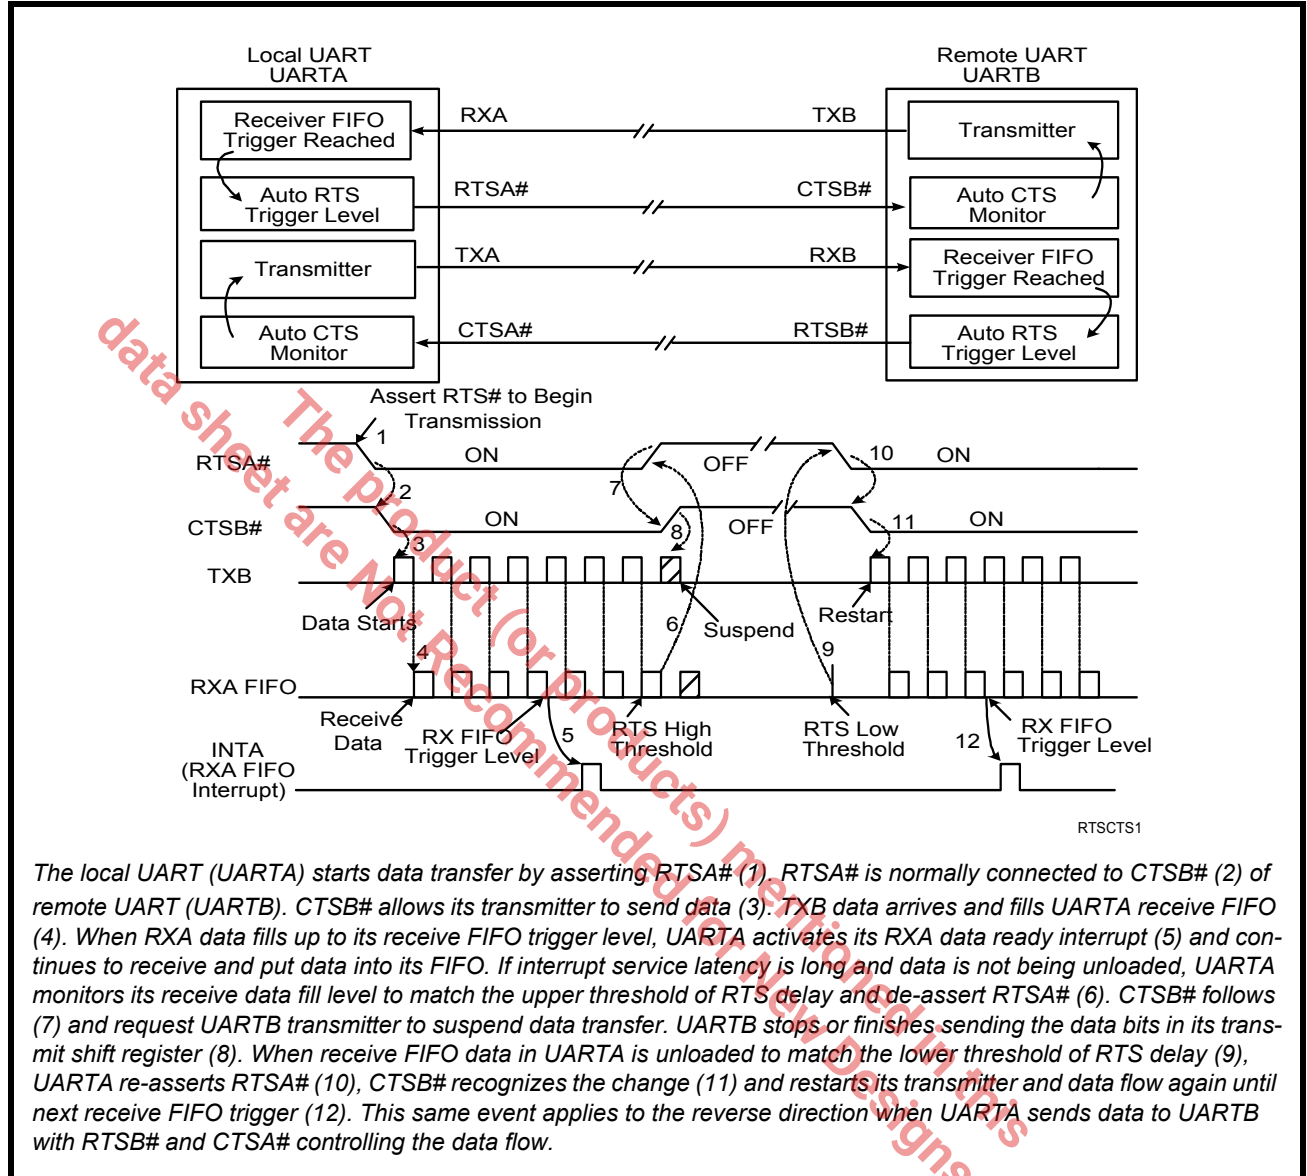 Local UART
UARTA
Remote UART
UARTB
Receiver FIFO
Trigger Reached
RXA
TXB
Transmitter
Auto RTS
Trigger Level
RTSA#
CTSB#
Auto CTS
Monitor
Transmitter
TXA
RXB
Receiver FIFO
Trigger Reached
Auto CTS
Monitor
CTSA#
RTSB#
Auto RTS
Trigger Level
Assert RTS# to Begin
Transmission
RTSA#
1
ON
7
OFF
10
ON
CTSB#
2
ON
8
OFF
11
ON
TXB
3
Data Starts
6
Suspend
Restart
4
9
RXA FIFO
Receive
Data
RX FIFO
Trigger Level
5
RTS High
Threshold
RTS Low
Threshold
12
RX FIFO
Trigger Level
INTA
(RXA FIFO
Interrupt)
RTSCTS1
The local UART (UARTA) starts data transfer by asserting RTSA# (1). RTSA# is normally connected to CTSB# (2) of
remote UART (UARTB). CTSB# allows its transmitter to send data (3). TXB data arrives and fills UARTA receive FIFO
(4). When RXA data fills up to its receive FIFO trigger level, UARTA activates its RXA data ready interrupt (5) and con-
tinues to receive and put data into its FIFO. If interrupt service latency is long and data is not being unloaded, UARTA
monitors its receive data fill level to match the upper threshold of RTS delay and de-assert RTSA# (6). CTSB# follows
(7) and request UARTB transmitter to suspend data transfer. UARTB stops or finishes sending the data bits in its trans-
mit shift register (8). When receive FIFO data in UARTA is unloaded to match the lower threshold of RTS delay (9),
UARTA re-asserts RTSA# (10), CTSB# recognizes the change (11) and restarts its transmitter and data flow again until
next receive FIFO trigger (12). This same event applies to the reverse direction when UARTA sends data to UARTB
with RTSB# and CTSA# controlling the data flow.
The product (or products) mentioned in this
data sheet are Not Recommended for New Designs